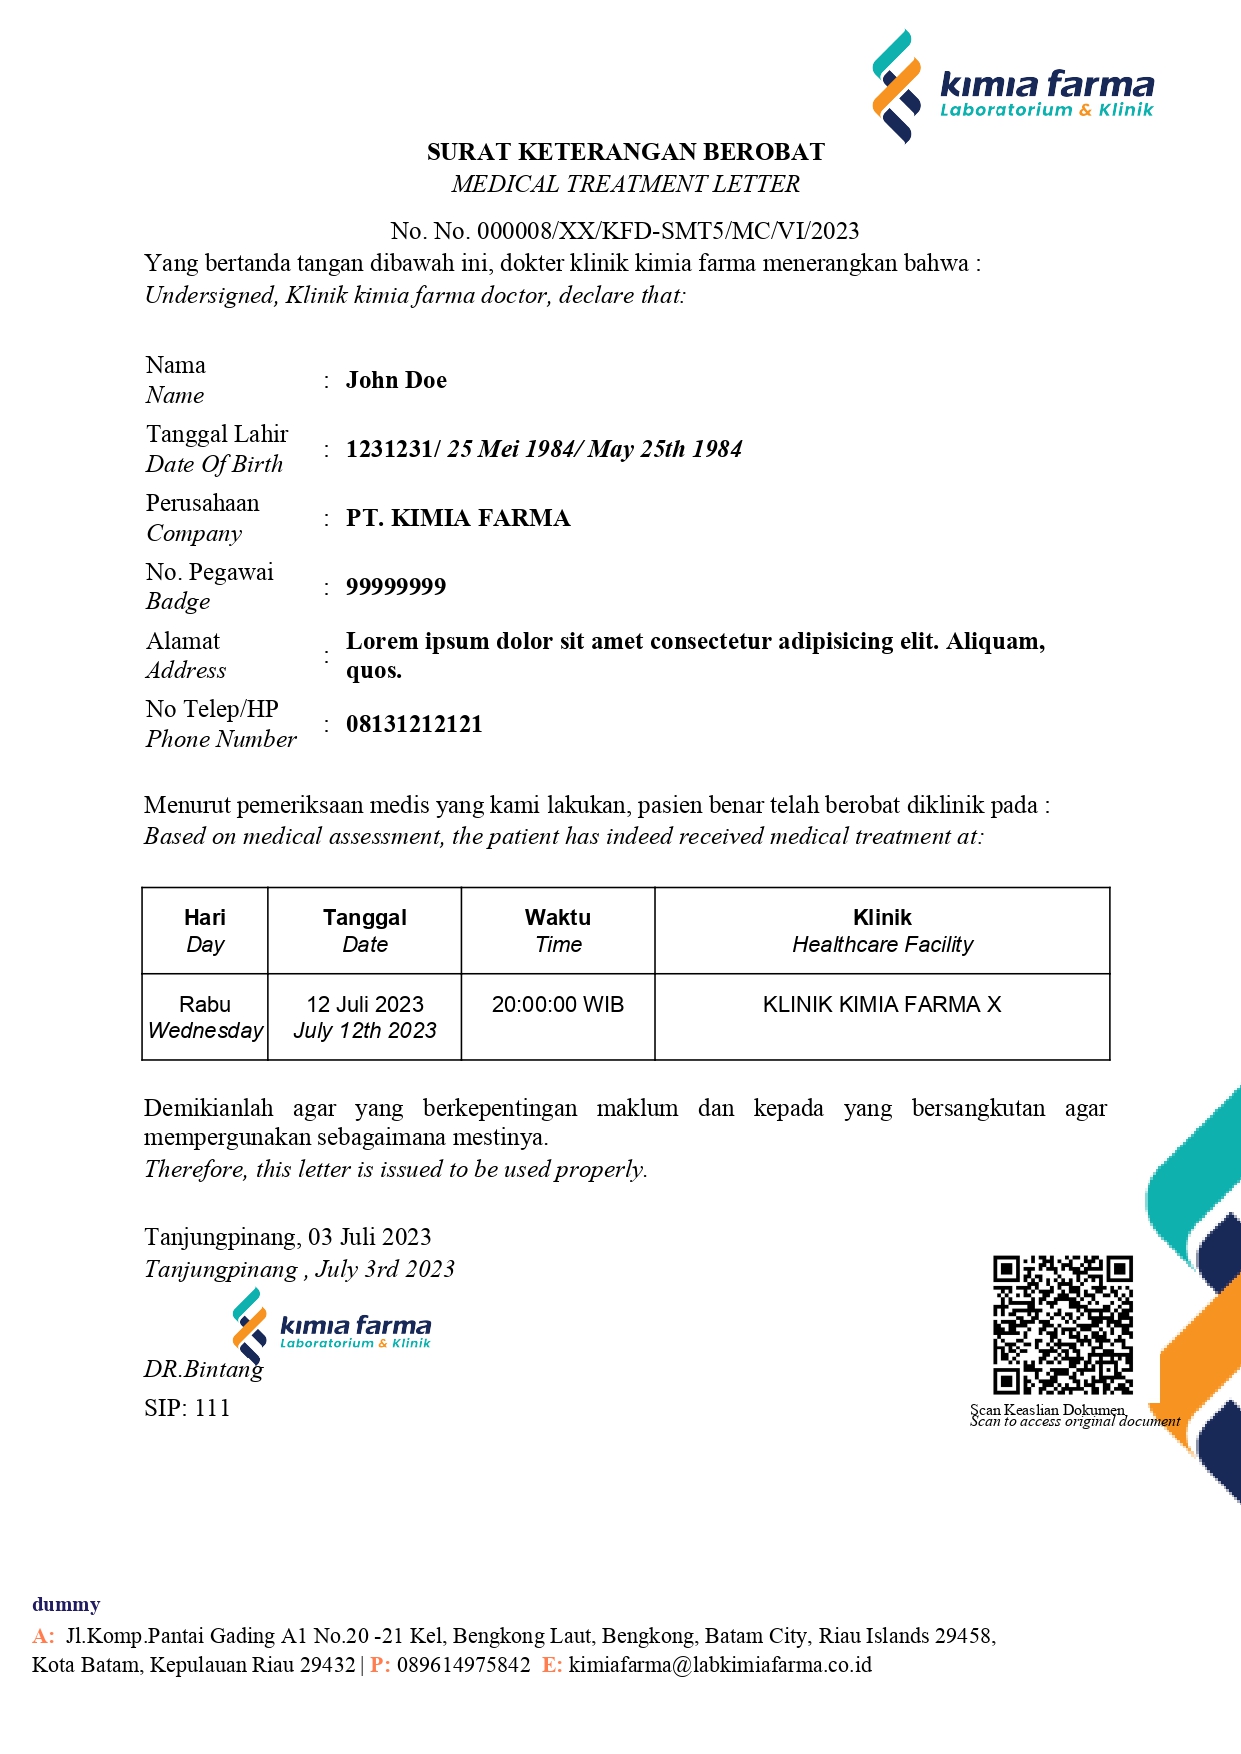 kimia farma
Laboratorium & Klinik
SURAT KETERANGAN BEROBAT
MEDICAL TREATMENT LETTER
No. No. 000008/XX/KFD-SMT5/MC/VI/2023
Yang bertanda tangan dibawah ini, dokter klinik kimia farma menerangkan bahwa :
Undersigned, Klinik kimia farma doctor, declare that:
Nama
Name
: John Doe
Tanggal Lahir
Date Of Birth
: 1231231/ 25 Mei 1984/ May 25th 1984
Perusahaan
Company
: PT. KIMIA FARMA
No. Pegawai
Badge
: 99999999
Alamat
Address
: Lorem ipsum dolor sit amet consectetur adipisicing elit. Aliquam,
quos.
No Telep/HP
Phone Number
: 08131212121
Menurut pemeriksaan medis yang kami lakukan, pasien benar telah berobat diklinik pada :
Based on medical assessment, the patient has indeed received medical treatment at:
Hari Tanggal Waktu Klinik
Day Date Time Healthcare Facility
Rabu 12 Juli 2023 20:00:00 WIB KLINIK KIMIA FARMA X
Wednesday July 12th 2023
Demikianlah agar yang berkepentingan maklum dan kepada yang bersangkutan agar
mempergunakan sebagaimana mestinya.
Therefore, this letter is issued to be used properly.
Tanjungpinang, 03 Juli 2023
Tanjungpinang , July 3rd 2023
kimia farma
Laboratorium & Klinik
DR.Bintang
SIP: 111
Scan Keaslian Dokumen
Scan to access original document
dummy
A: Jl.Komp.Pantai Gading A1 No.20 -21 Kel, Bengkong Laut, Bengkong, Batam City, Riau Islands 29458,
Kota Batam, Kepulauan Riau 29432 | P: 089614975842 E: kimiafarma@labkimiafarma.co.id